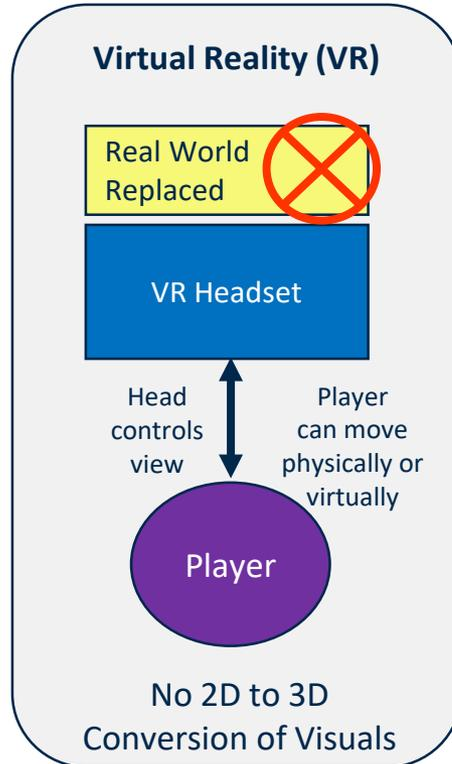 Virtual Reality (VR)
Real World
Replaced
VR Headset
Head
controls
view
Player
can move
physically or
virtually
Player
No 2D to 3D
Conversion of Visuals